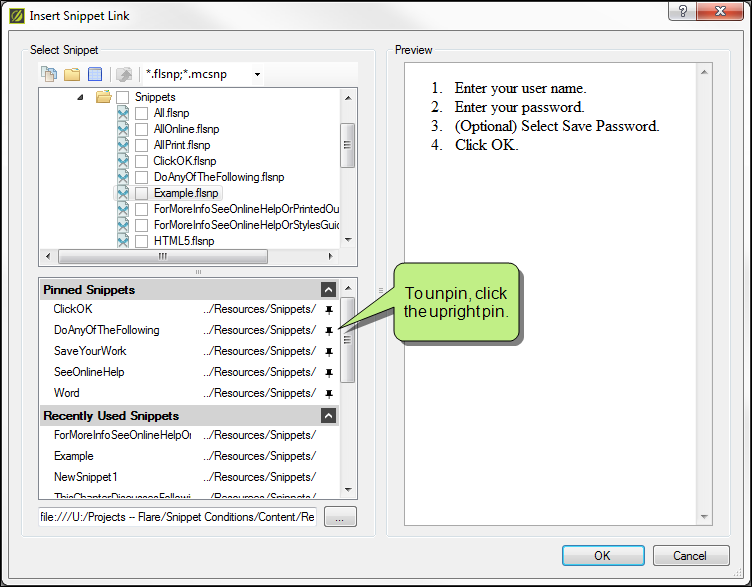 Insert Snippet Link
?
Select Snippet
*.flsnp;*.mcsnp
Snippets
All.flsnp
AllOnline.flsnp
AllPrint.flsnp
ClickOK.flsnp
DoAnyOfTheFollowing.flsnp
Example.flsnp
ForMoreInfoSeeOnlineHelpOrPrintedOu
ForMoreInfoSeeOnlineHelpOrStylesGuid
HTML5.flsnp
Pinned Snippets
ClickOK ../Resources/Snippets/
DoAnyOfTheFollowing ../Resources/Snippets/
SaveYourWork ../Resources/Snippets/
SeeOnlineHelp ../Resources/Snippets/
Word ../Resources/Snippets/
Recently Used Snippets
ForMoreInfoSeeOnlineHelpOr ../Resources/Snippets/
Example ../Resources/Snippets/
NewSnippet1 ../Resources/Snippets/
ThisChapterDiscussesFollowi ../Resources/Snippets/
file:///U:/Projects -- Flare/Snippet Conditions/Content/Re
...
Preview
1. Enter your user name.
2. Enter your password.
3. (Optional) Select Save Password.
4. Click OK.
To unpin, click
the upright pin.
OK
Cancel